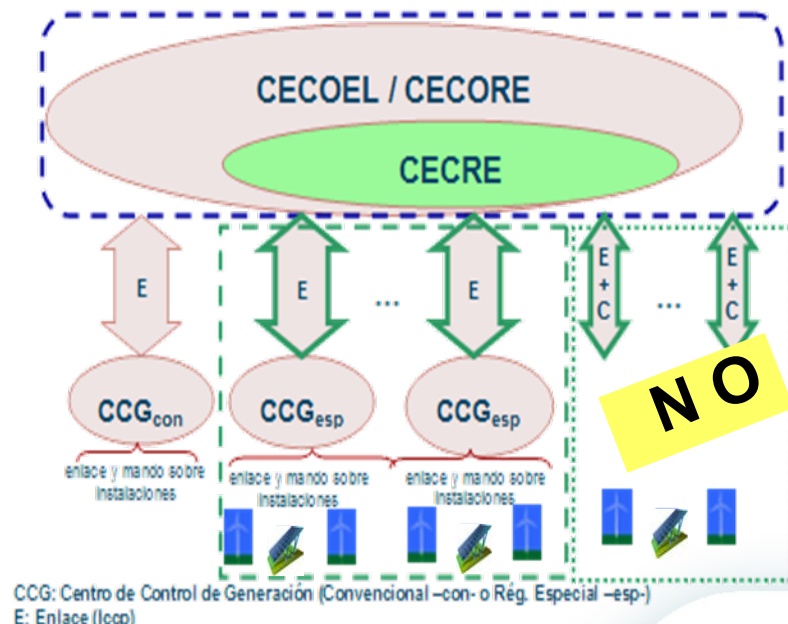 CECOEL / CECORE
CECRE
E
E
...
E
E
+
C
...
E
+
C
N O
CCGcon
CCGesp
CCGesp
enlace y mando sobre
instalaciones
enlace y mando sobre
instalaciones
enlace y mando sobre
instalaciones
CCG: Centro de Control de Generación (Convencional –con- o Rég. Especial –esp-)
E: Enlace (Iccp)